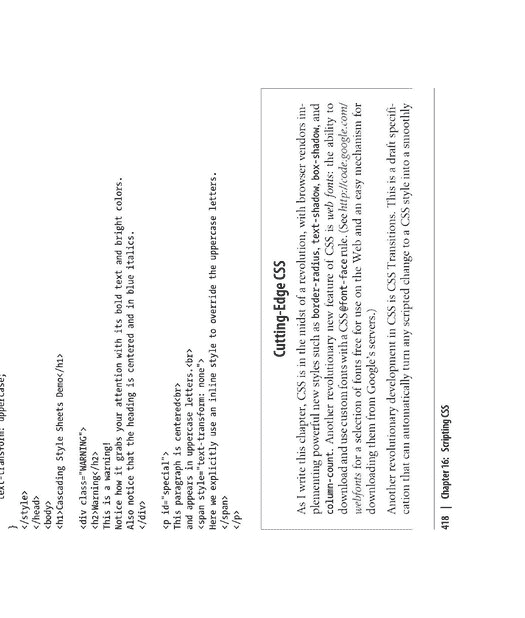 text-transform: uppercase;
}
</style>
</head>
<body>
<h1>Cascading Style Sheets Demo</h1>
<div class="WARNING">
<h2>Warning</h2>
This is a warning!
Notice how it grabs your attention with its bold text and bright colors.
Also notice that the heading is centered and in blue italics.
</div>
<p id="special">
This paragraph is centered<br>
and appears in uppercase letters.<br>
<span style="text-transform: none">
Here we explicitly use an inline style to override the uppercase letters.
</span>
</p>
Cutting-Edge CSS
As I write this chapter, CSS is in the midst of a revolution, with browser vendors im-
plementing powerful new styles such as border-radius, text-shadow, box-shadow, and
column-count. Another revolutionary new feature of CSS is web fonts: the ability to
download and use custom fonts with a CSS @font-face rule. (See http://code.google.com/
webfonts for a selection of fonts free for use on the Web and an easy mechanism for
downloading them from Google's servers.)
Another revolutionary development in CSS is CSS Transitions. This is a draft specifi-
cation that can automatically turn any scripted change to a CSS style into a smoothly
418 | Chapter 16: Scripting CSS